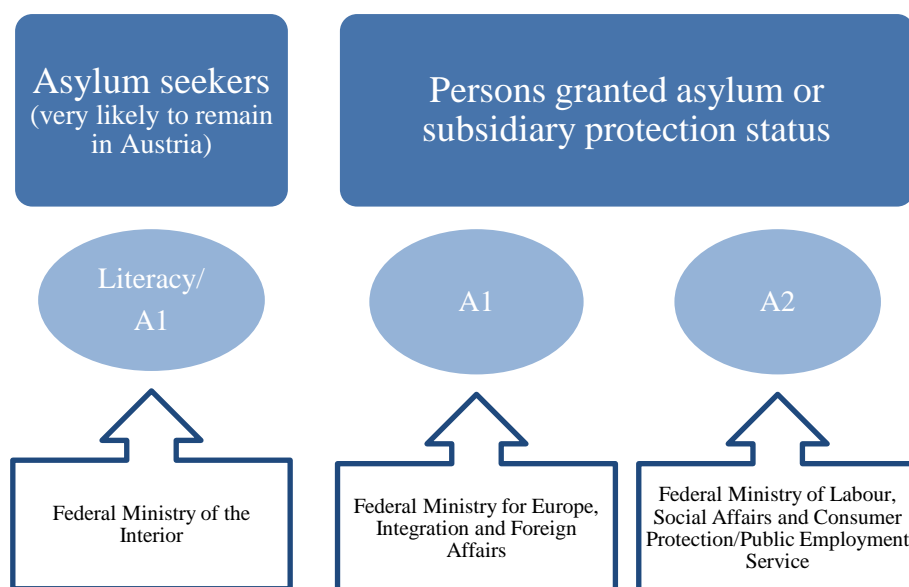 Asylum seekers
(very likely to remain
in Austria)
Persons granted asylum or
subsidiary protection status
Literacy/
A1
A1
A2
Federal Ministry of the
Interior
Federal Ministry for Europe,
Integration and Foreign
Affairs
Federal Ministry of Labour,
Social Affairs and Consumer
Protection/Public Employment
Service